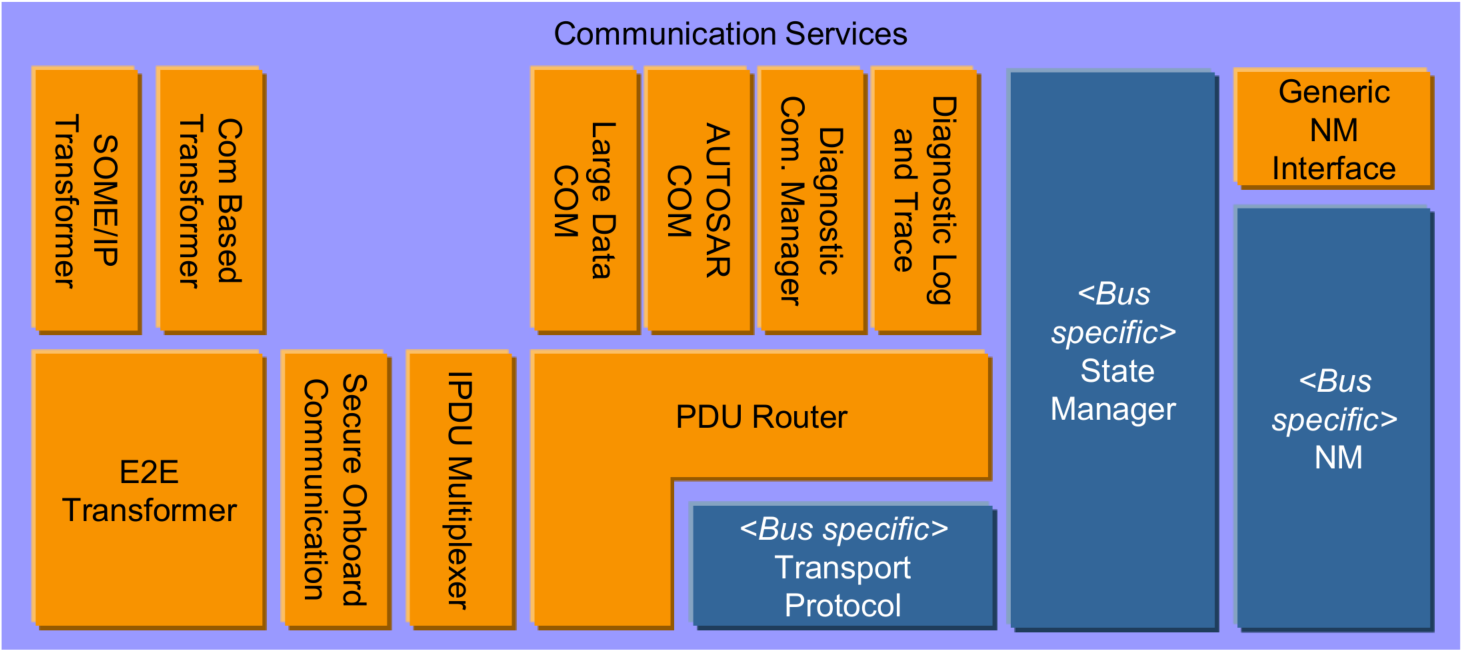 Communication Services
SOME/IP
Transformer
Com Based
Transformer
Large Data
COM
AUTOSAR
COM
Diagnostic
Com. Manager
Diagnostic Log
and Trace
<Bus
specific>
State
Manager
Generic
NM
Interface
<Bus
specific>
NM
E2E
Transformer
Secure Onboard
Communication
IPDU Multiplexer
PDU Router
<Bus specific>
Transport
Protocol